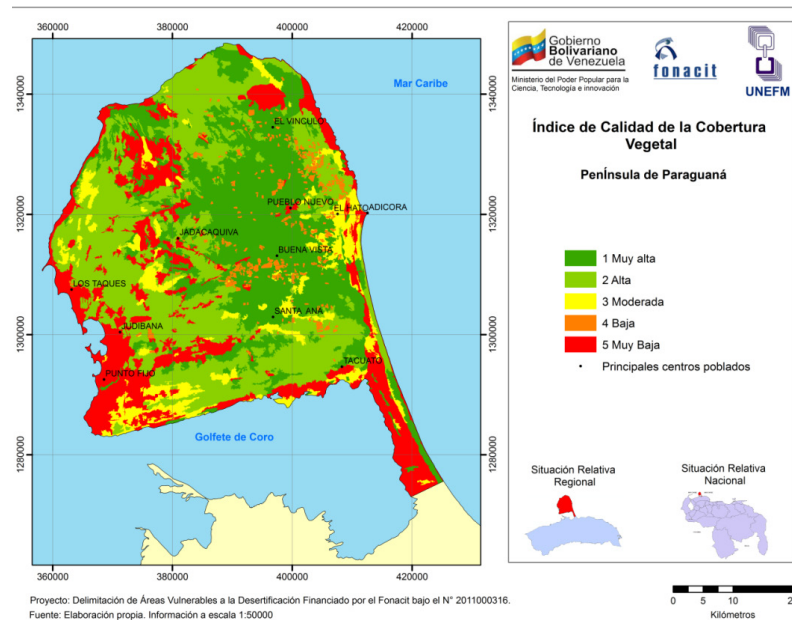 360000 380000 400000 420000
1340000
1320000
1300000
1280000
Mar Caribe
EL VINCULO
PUEBLO NUEVO
EL HATO
ADICORA
JADACAQUIVA
BUENA VISTA
LOS TAQUES
SANTA ANA
JUDIBANA
TACUATO
PUNTO FIJO
Golfete de Coro
360000 380000 400000 420000
Gobierno
Bolivariano
de Venezuela
Ministerio del Poder Popular para la
Ciencia, Tecnología e innovación
fonacit
UNEFM
Índice de Calidad de la Cobertura
Vegetal
PenÍnsula de Paraguaná
1 Muy alta
2 Alta
3 Moderada
4 Baja
5 Muy Baja
Principales centros poblados
Situación Relativa
Regional
Situación Relativa
Nacional
0 2 5 10
Kilómetros
Proyecto: Delimitación de Áreas Vulnerables a la Desertificación Financiado por el Fonacit bajo el N° 2011000316.
Fuente: Elaboración propia. Información a escala 1:50000